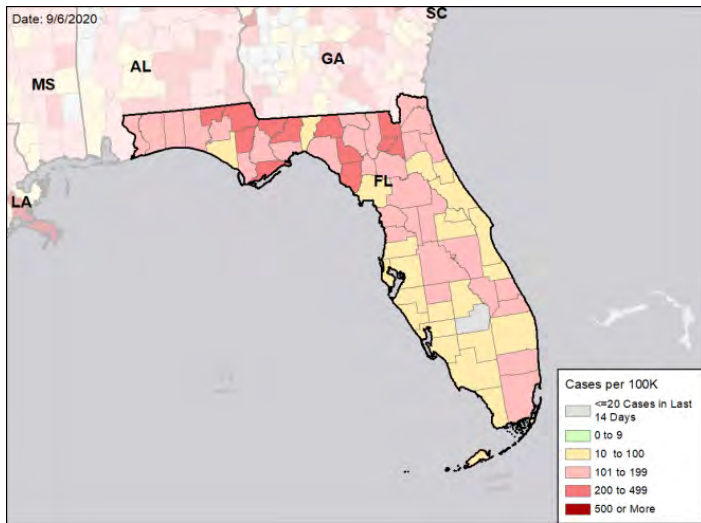 Date: 9/6/2020
SC
GA
AL
MS
LA
FL
Cases per 100K
<=20 Cases in Last
14 Days
0 to 9
10 to 100
101 to 199
200 to 499
500 or More